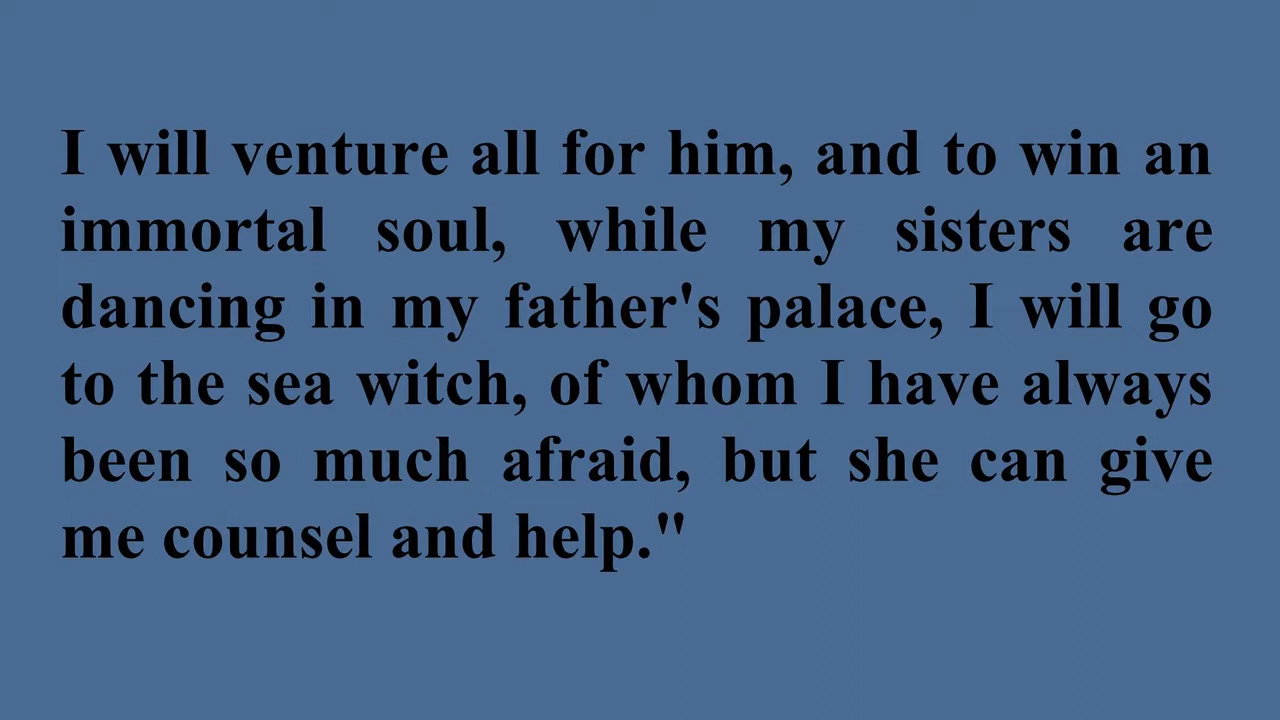 I will venture all for him, and to win an
immortal soul, while my sisters are
dancing in my father's palace, I will go
to the sea witch, of whom I have always
been so much afraid, but she can give
me counsel and help."